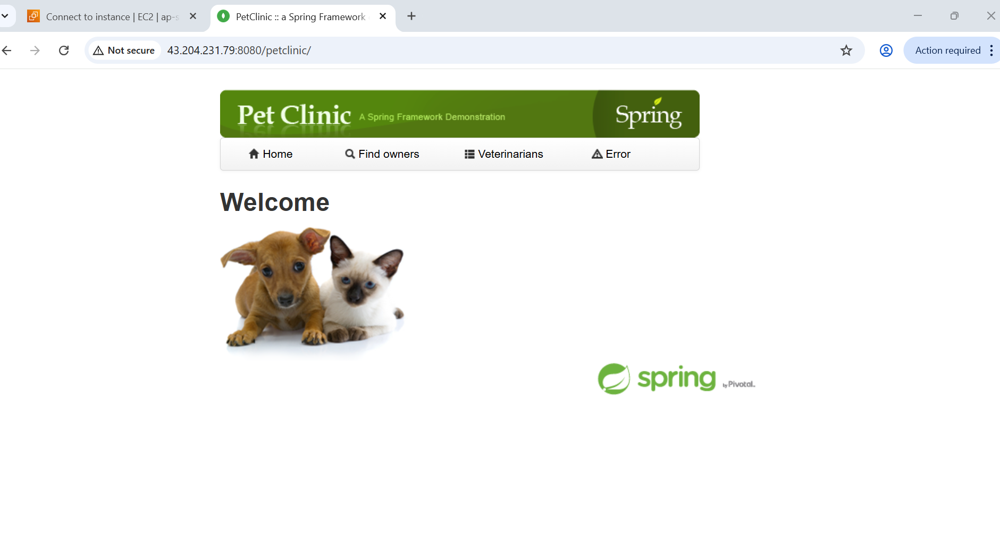 Connect to instance | EC2 | ap-s
PetClinic :: a Spring Framework
Not secure
43.204.231.79:8080/petclinic/
Action required
Pet Clinic
A Spring Framework Demonstration
Spring
Home
Find owners
Veterinarians
Error
Welcome
spring by Pivotal™